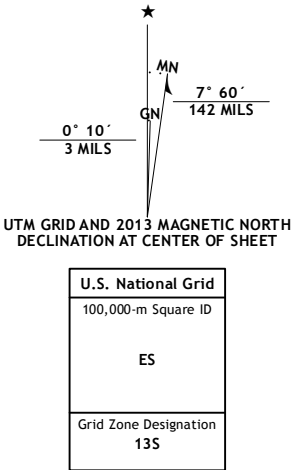 ★
MN
GN
7° 60´
142 MILS
0° 10´
3 MILS
UTM GRID AND 2013 MAGNETIC NORTH
DECLINATION AT CENTER OF SHEET
U.S. National Grid
100,000-m Square ID
ES
Grid Zone Designation
13S